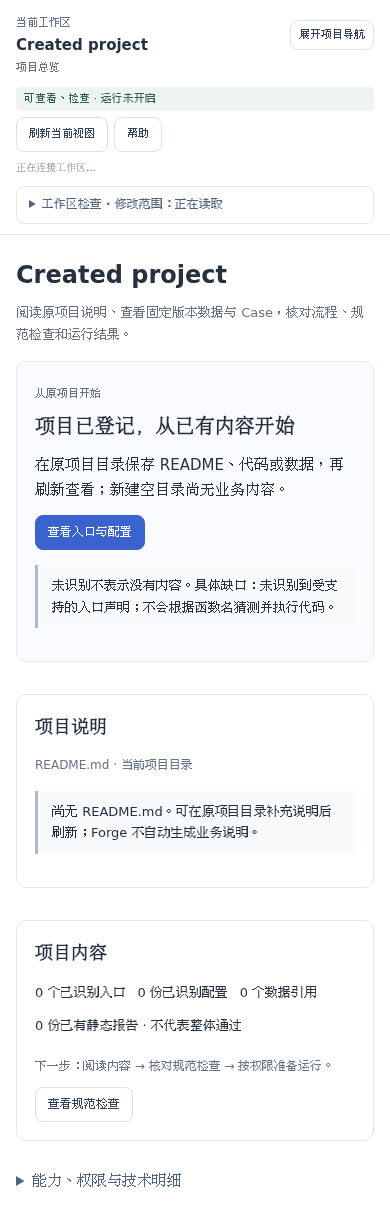 当前工作区
Created project
展开项目导航
项目总览
可查看、检查 · 运行未开启
刷新当前视图
帮助
正在连接工作区…
▶ 工作区检查 · 修改范围：正在读取
Created project
阅读原项目说明、查看固定版本数据与 Case，核对流程、规
范检查和运行结果。
从原项目开始
项目已登记，从已有内容开始
在原项目目录保存 README、代码或数据，再
刷新查看；新建空目录尚无业务内容。
查看入口与配置
未识别不表示没有内容。具体缺口：未识别到受支
持的入口声明；不会根据函数名猜测并执行代码。
项目说明
README.md · 当前项目目录
尚无 README.md。可在原项目目录补充说明后
刷新；Forge 不自动生成业务说明。
项目内容
0 个已识别入口 0 份已识别配置 0 个数据引用
0 份已有静态报告 · 不代表整体通过
下一步：阅读内容 → 核对规范检查 → 按权限准备运行。
查看规范检查
▶ 能力、权限与技术明细